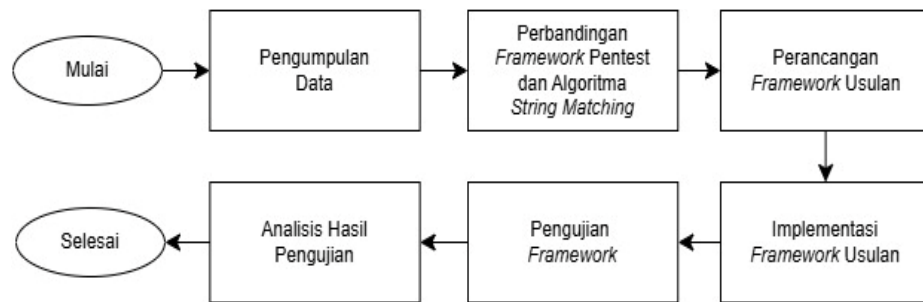 Mulai
Pengumpulan
Data
Perbandingan
Framework Pentest
dan Algoritma
String Matching
Perancangan
Framework Usulan
Implementasi
Framework Usulan
Pengujian
Framework
Analisis Hasil
Pengujian
Selesai